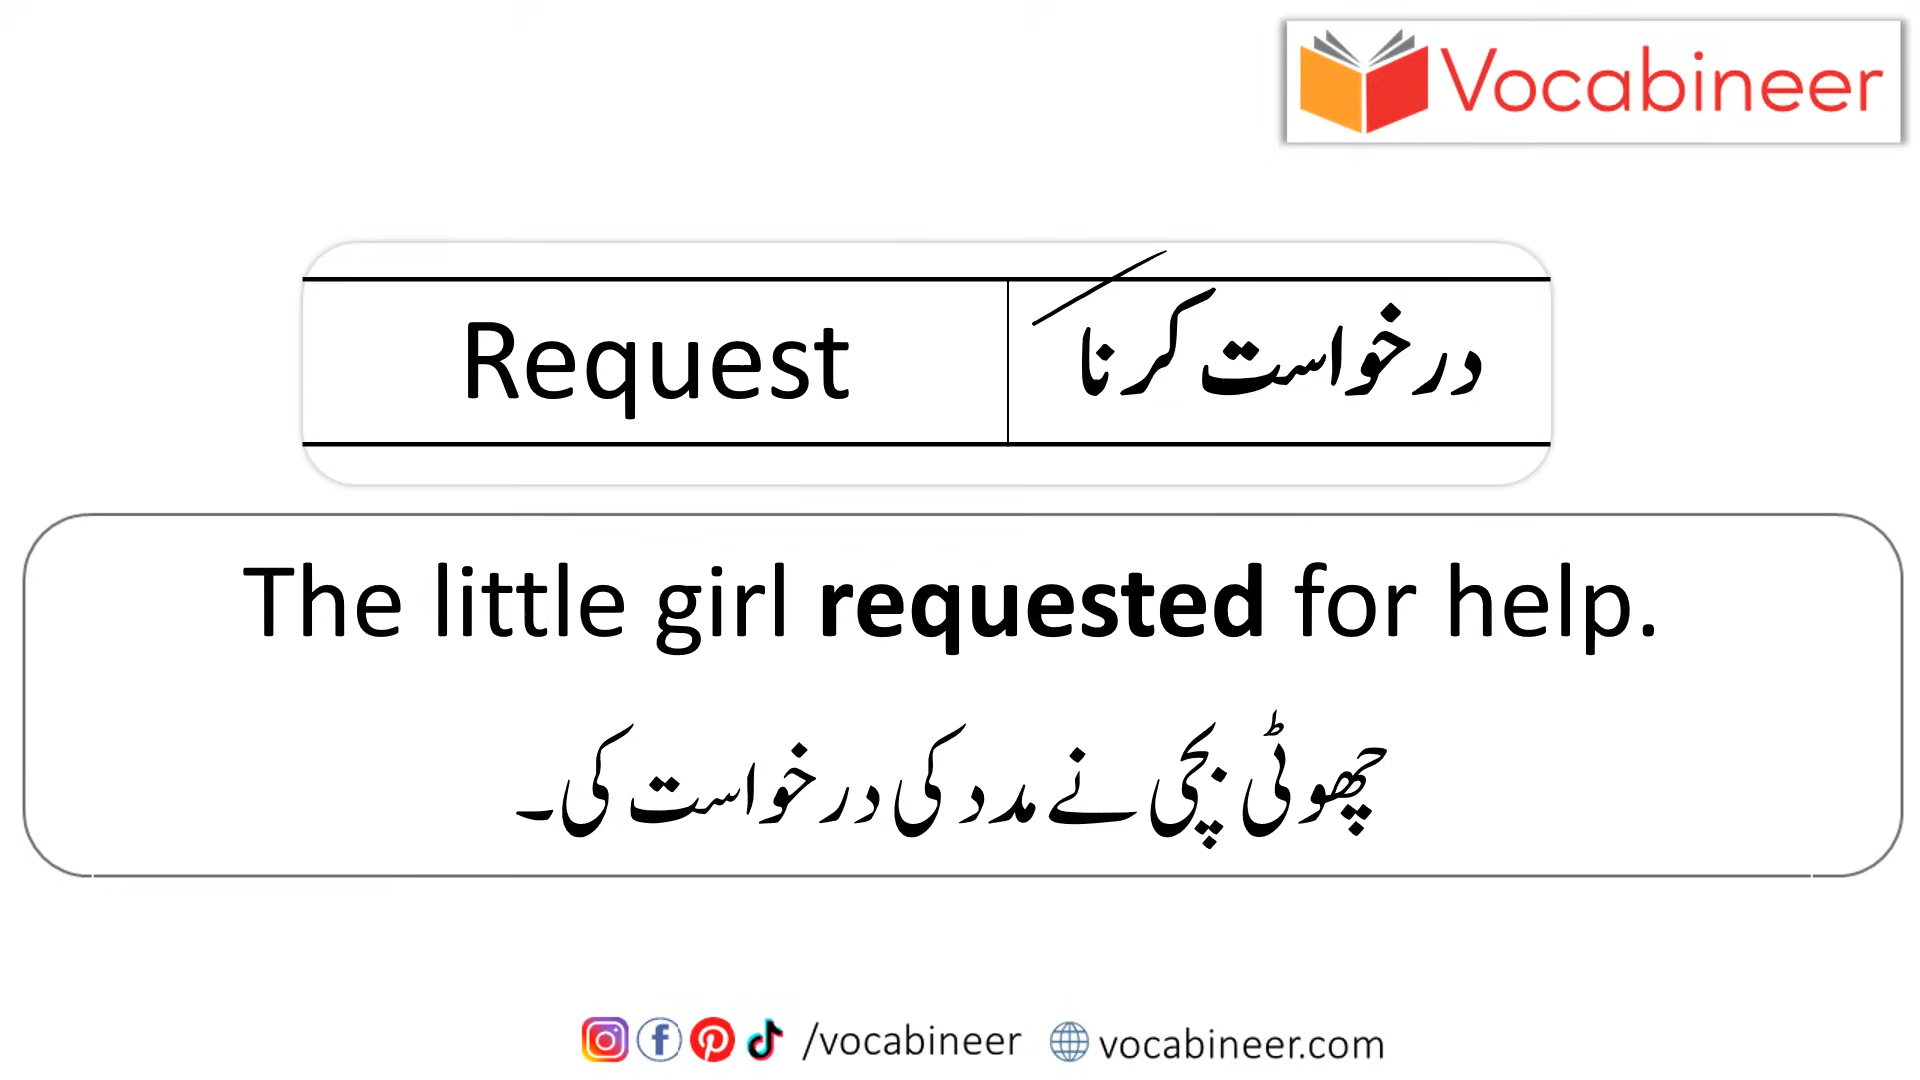 Vocabineer
Request
درخواست کرنا
The little girl requested for help.
چھوٹی بچی نے مدد کی درخواست کی۔
/vocabineer
vocabineer.com